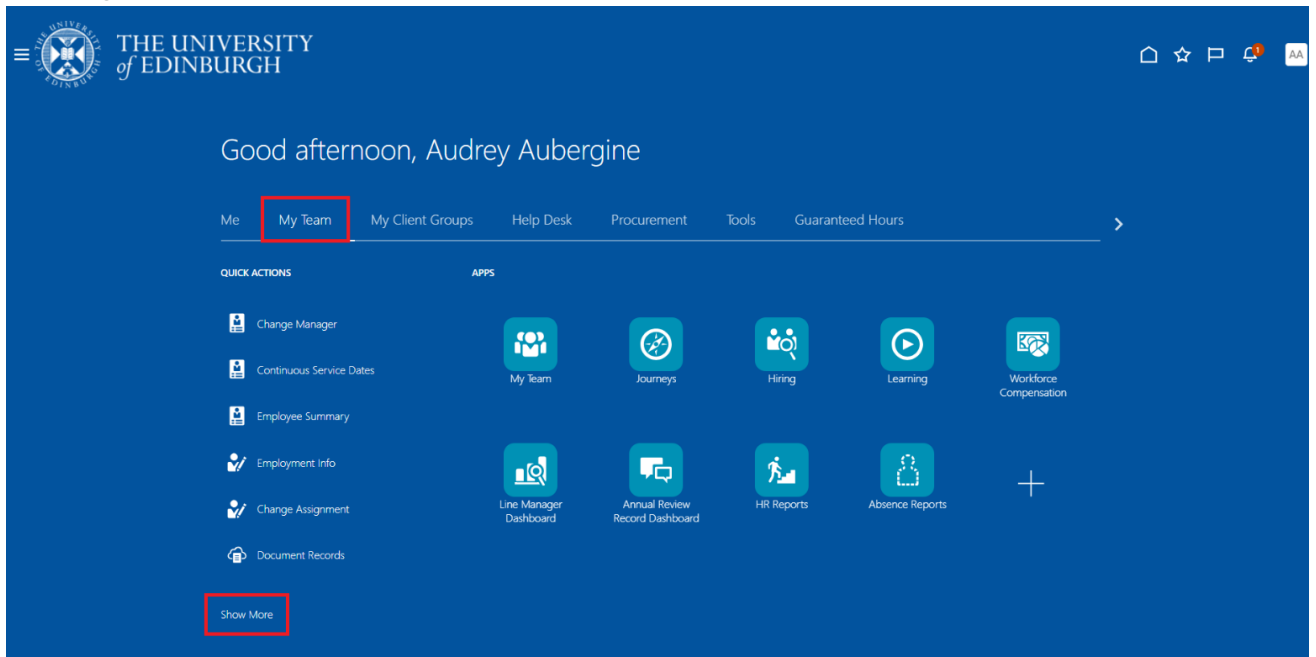 THE UNIVERSITY
of EDINBURGH
AA
Good afternoon, Audrey Aubergine
Me My Team My Client Groups Help Desk Procurement Tools Guaranteed Hours
QUICK ACTIONS
APPS
Change Manager
Continuous Service Dates
Employee Summary
Employment Info
Change Assignment
Document Records
Show More
My Team
Journeys
Hiring
Learning
Workforce
Compensation
Line Manager
Dashboard
Annual Review
Record Dashboard
HR Reports
Absence Reports